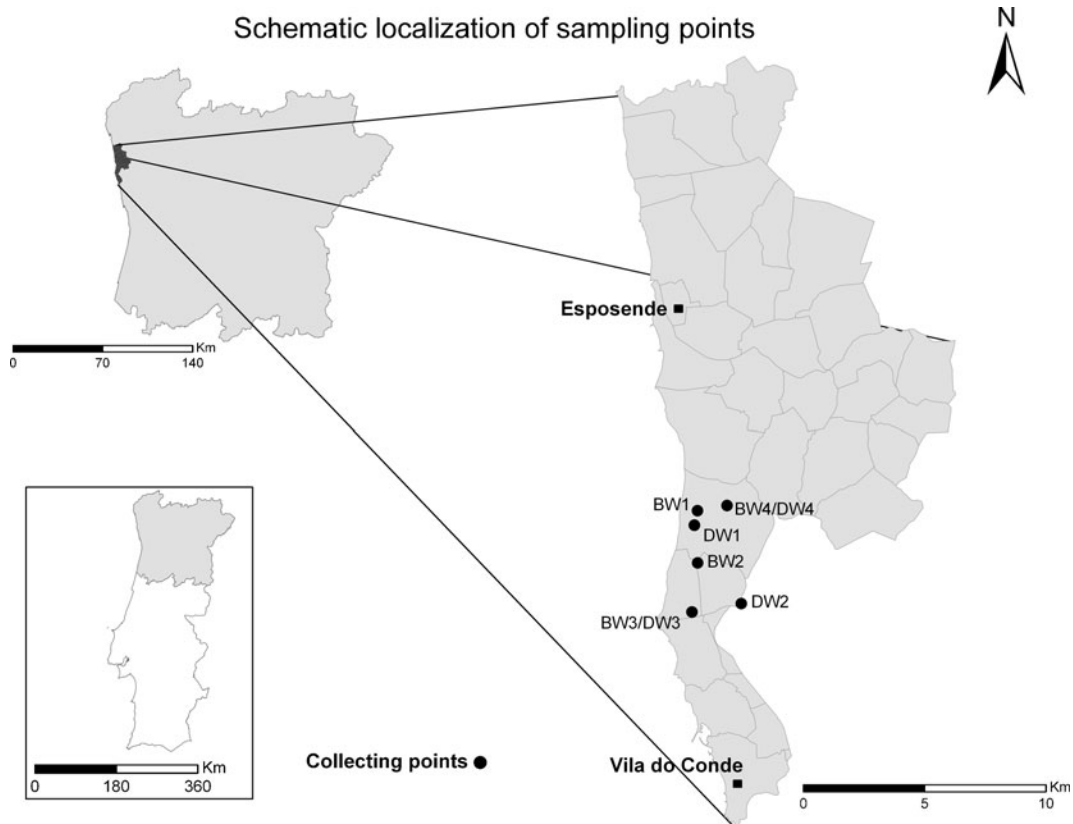 Schematic localization of sampling points
N
Esposende
Km
0 70 140
BW1
BW4/DW4
DW1
BW2
DW2
BW3/DW3
Km
0 180 360
Collecting points
Vila do Conde
Km
0 5 10